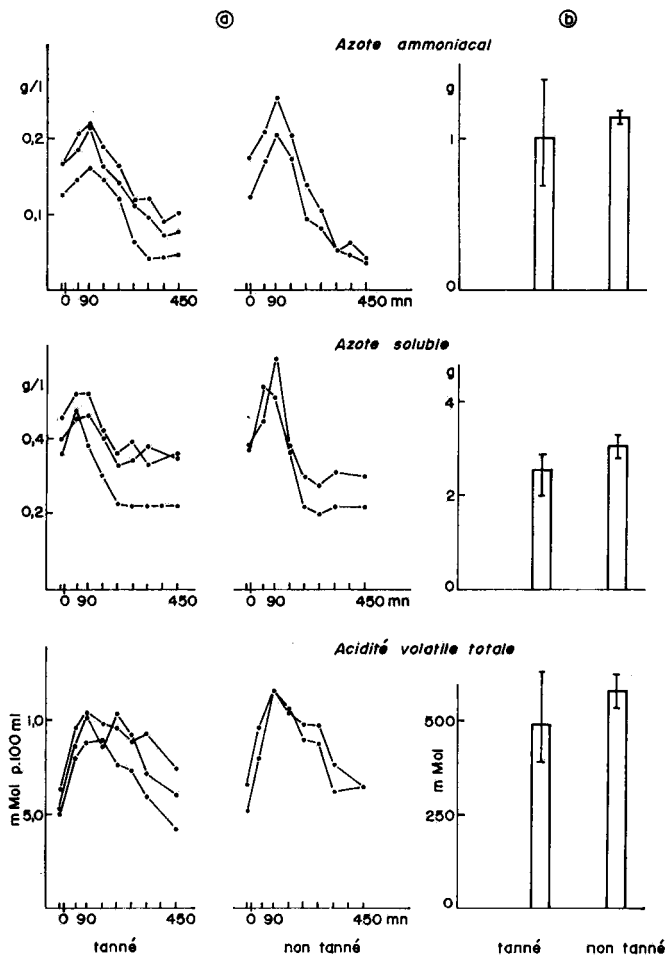 ⓐ ⓑ
Azote ammoniacal
g/l
0,2
0,1
0 90 450
0 90 450 mn
g
1
0
Azote soluble
g/l
0,4
0,2
0 90 450
0 90 450 mn
g
4
2
0
Acidité volatile totale
m Mol p.100 ml
1,0
5,0
0 90 450
0 90 450 mn
m Mol
500
250
0
tanné non tanné tanné non tanné